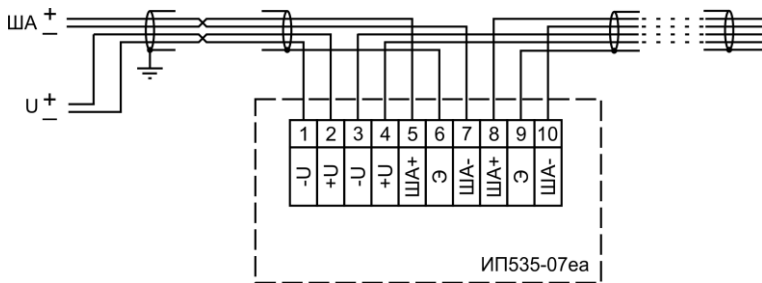 ША +
−
U +
−
1 2 3 4 5 6 7 8 9 10
-U +U -U +U ША+ Э ША- ША+ Э ША-
ИП535-07еа